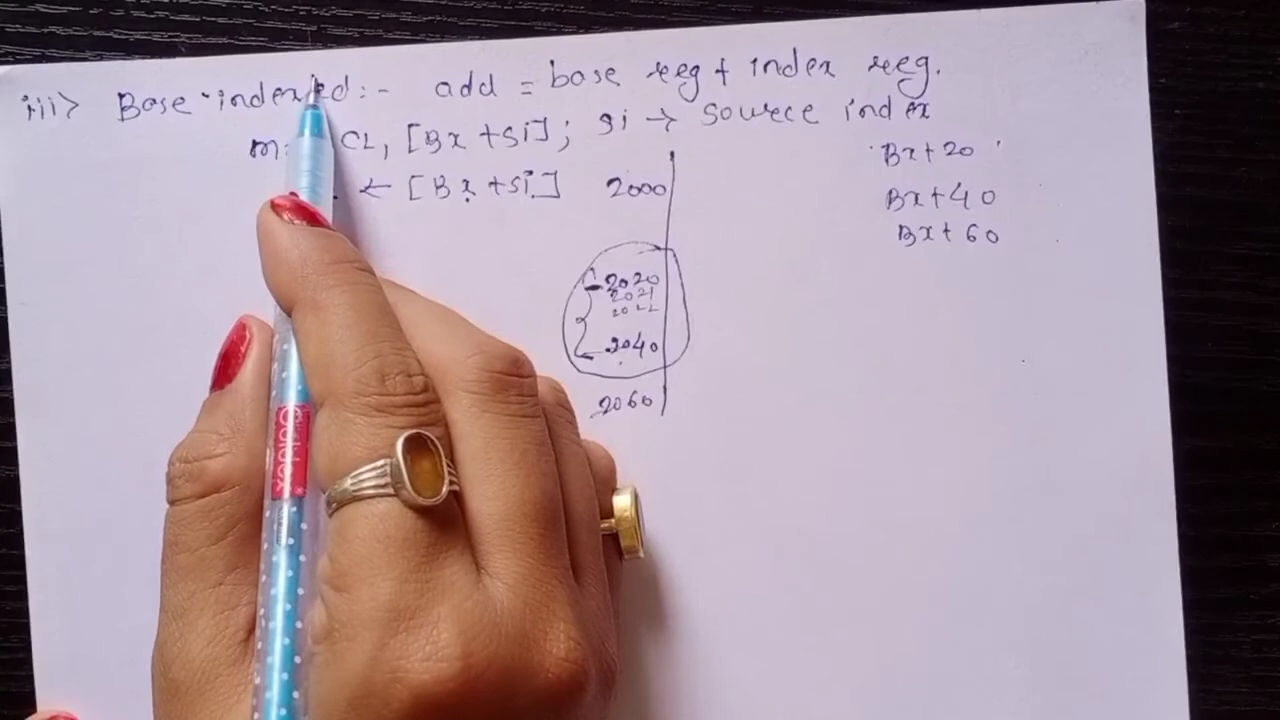 iii> Base-indexed :- add = base reg + index reg.
CL, [Bx + Si] ; Si → Source index
← [Bx + Si]
Bx + 20
Bx + 40
Bx + 60
2000
2020
2021
2022
2040
2060
Goldex